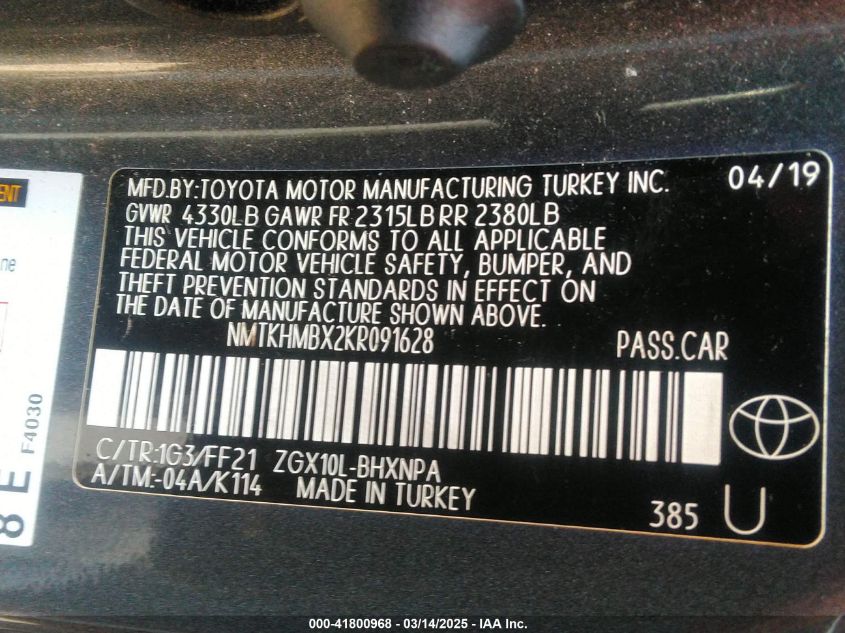 MFD.BY:TOYOTA MOTOR MANUFACTURING TURKEY INC. 04/19
GVWR 4330LB GAWR FR 2315LB RR 2380LB
THIS VEHICLE CONFORMS TO ALL APPLICABLE
FEDERAL MOTOR VEHICLE SAFETY, BUMPER, AND
THEFT PREVENTION STANDARDS IN EFFECT ON
THE DATE OF MANUFACTURE SHOWN ABOVE.
NMTKHMBX2KR091628 PASS.CAR
C/TR:1G3/FF21 ZGX10L-BHXNPA
A/TM:-04A/K114 MADE IN TURKEY
385 U
8 E
F4030
000-41800968 - 03/14/2025 - IAA Inc.